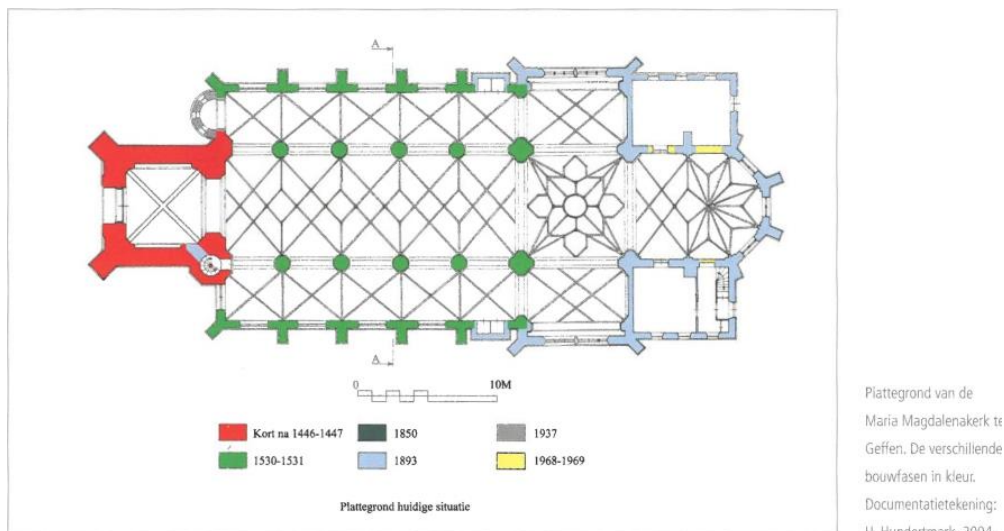 A
A
0 10M
Kort na 1446-1447 1850 1937
1530-1531 1893 1968-1969
Plattegrond huidige situatie
Plattegrond van de
Maria Magdalenakerk te
Geffen. De verschillende
bouwfasen in kleur.
Documentatietekening: